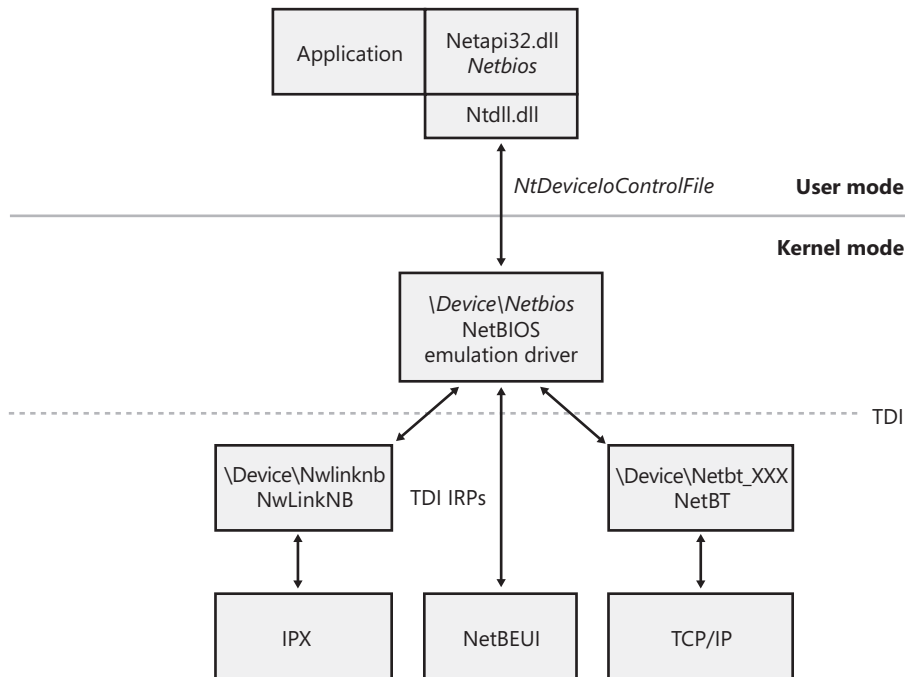 Application
Netapi32.dll
Netbios
Ntdll.dll
NtDeviceIoControlFile
User mode
Kernel mode
\Device\Netbios
NetBIOS
emulation driver
TDI
\Device\Nwlinknb
NwLinkNB
TDI IRPs
\Device\Netbt_XXX
NetBT
IPX
NetBEUI
TCP/IP